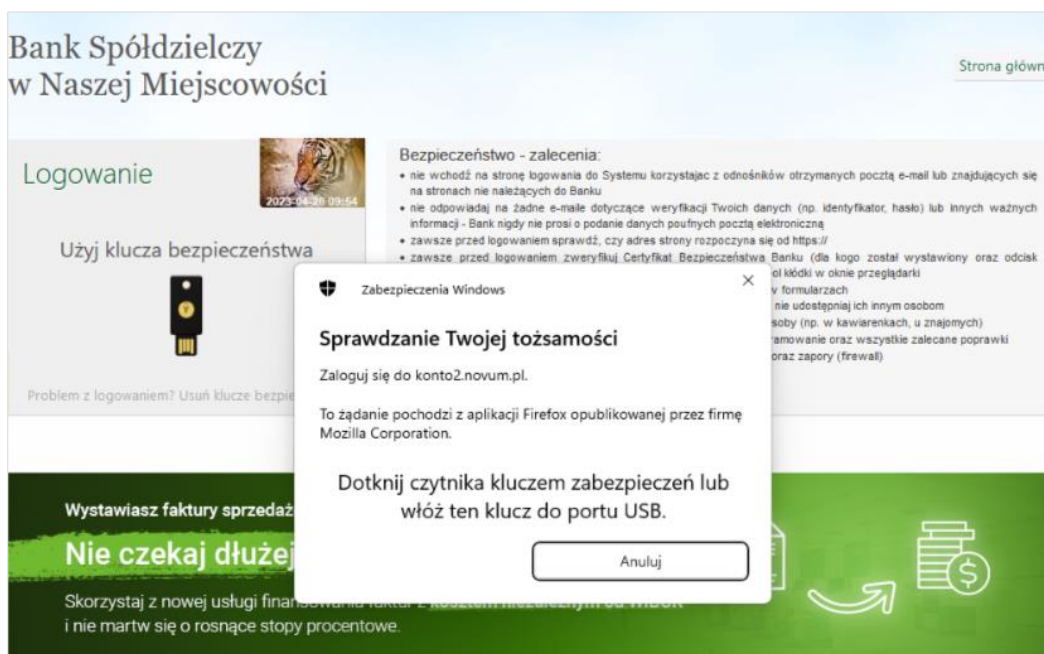 Bank Spółdzielczy
w Naszej Miejscowości
Strona główn
Logowanie
2023-04-26 09:54
Użyj klucza bezpieczeństwa
Problem z logowaniem? Usuń klucze bezpie
Bezpieczeństwo - zalecenia:
• nie wchodź na stronę logowania do Systemu korzystajac z odnośników otrzymanych pocztą e-mail lub znajdujących się
na stronach nie należących do Banku
• nie odpowiadaj na żadne e-maile dotyczące weryfikacji Twoich danych (np. identyfikator, hasło) lub innych ważnych
informacji - Bank nigdy nie prosi o podanie danych poufnych pocztą elektroniczną
• zawsze przed logowaniem sprawdź, czy adres strony rozpoczyna się od https://
• zawsze przed logowaniem zweryfikuj Certyfikat Bezpieczeństwa Banku (dla kogo został wystawiony oraz odcisk
ol kłódki w oknie przeglądarki
v formularzach
nie udostępniaj ich innym osobom
soby (np. w kawiarenkach, u znajomych)
ramowanie oraz wszystkie zalecane poprawki
oraz zapory (firewall)
Zabezpieczenia Windows
Sprawdzanie Twojej tożsamości
Zaloguj się do konto2.novum.pl.
To żądanie pochodzi z aplikacji Firefox opublikowanej przez firmę
Mozilla Corporation.
Dotknij czytnika kluczem zabezpieczeń lub
włóż ten klucz do portu USB.
Anuluj
Wystawiasz faktury sprzedaż
Nie czekaj dłużej
Skorzystaj z nowej usługi finansowania faktur z kosztem niezależnym od WIBOR
i nie martw się o rosnące stopy procentowe.